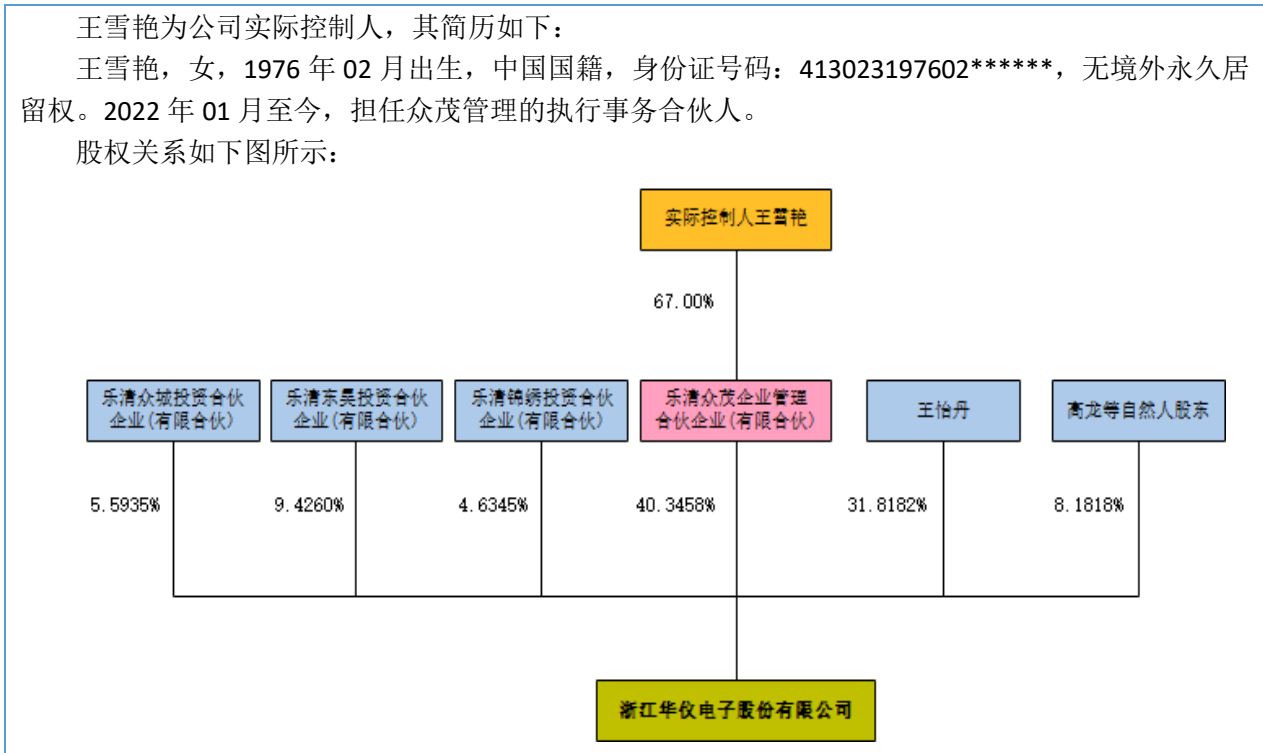 王雪艳为公司实际控制人，其简历如下：
王雪艳，女，1976 年 02 月出生，中国国籍，身份证号码：413023197602******，无境外永久居
留权。2022 年 01 月至今，担任众茂管理的执行事务合伙人。
股权关系如下图所示：
实际控制人王雪艳
67.00%
乐清众城投资合伙
企业(有限合伙)
乐清东昊投资合伙
企业(有限合伙)
乐清锦绣投资合伙
企业(有限合伙)
乐清众茂企业管理
合伙企业(有限合伙)
王怡丹
高龙等自然人股东
5.5935%
9.4260%
4.6345%
40.3458%
31.8182%
8.1818%
浙江华仪电子股份有限公司